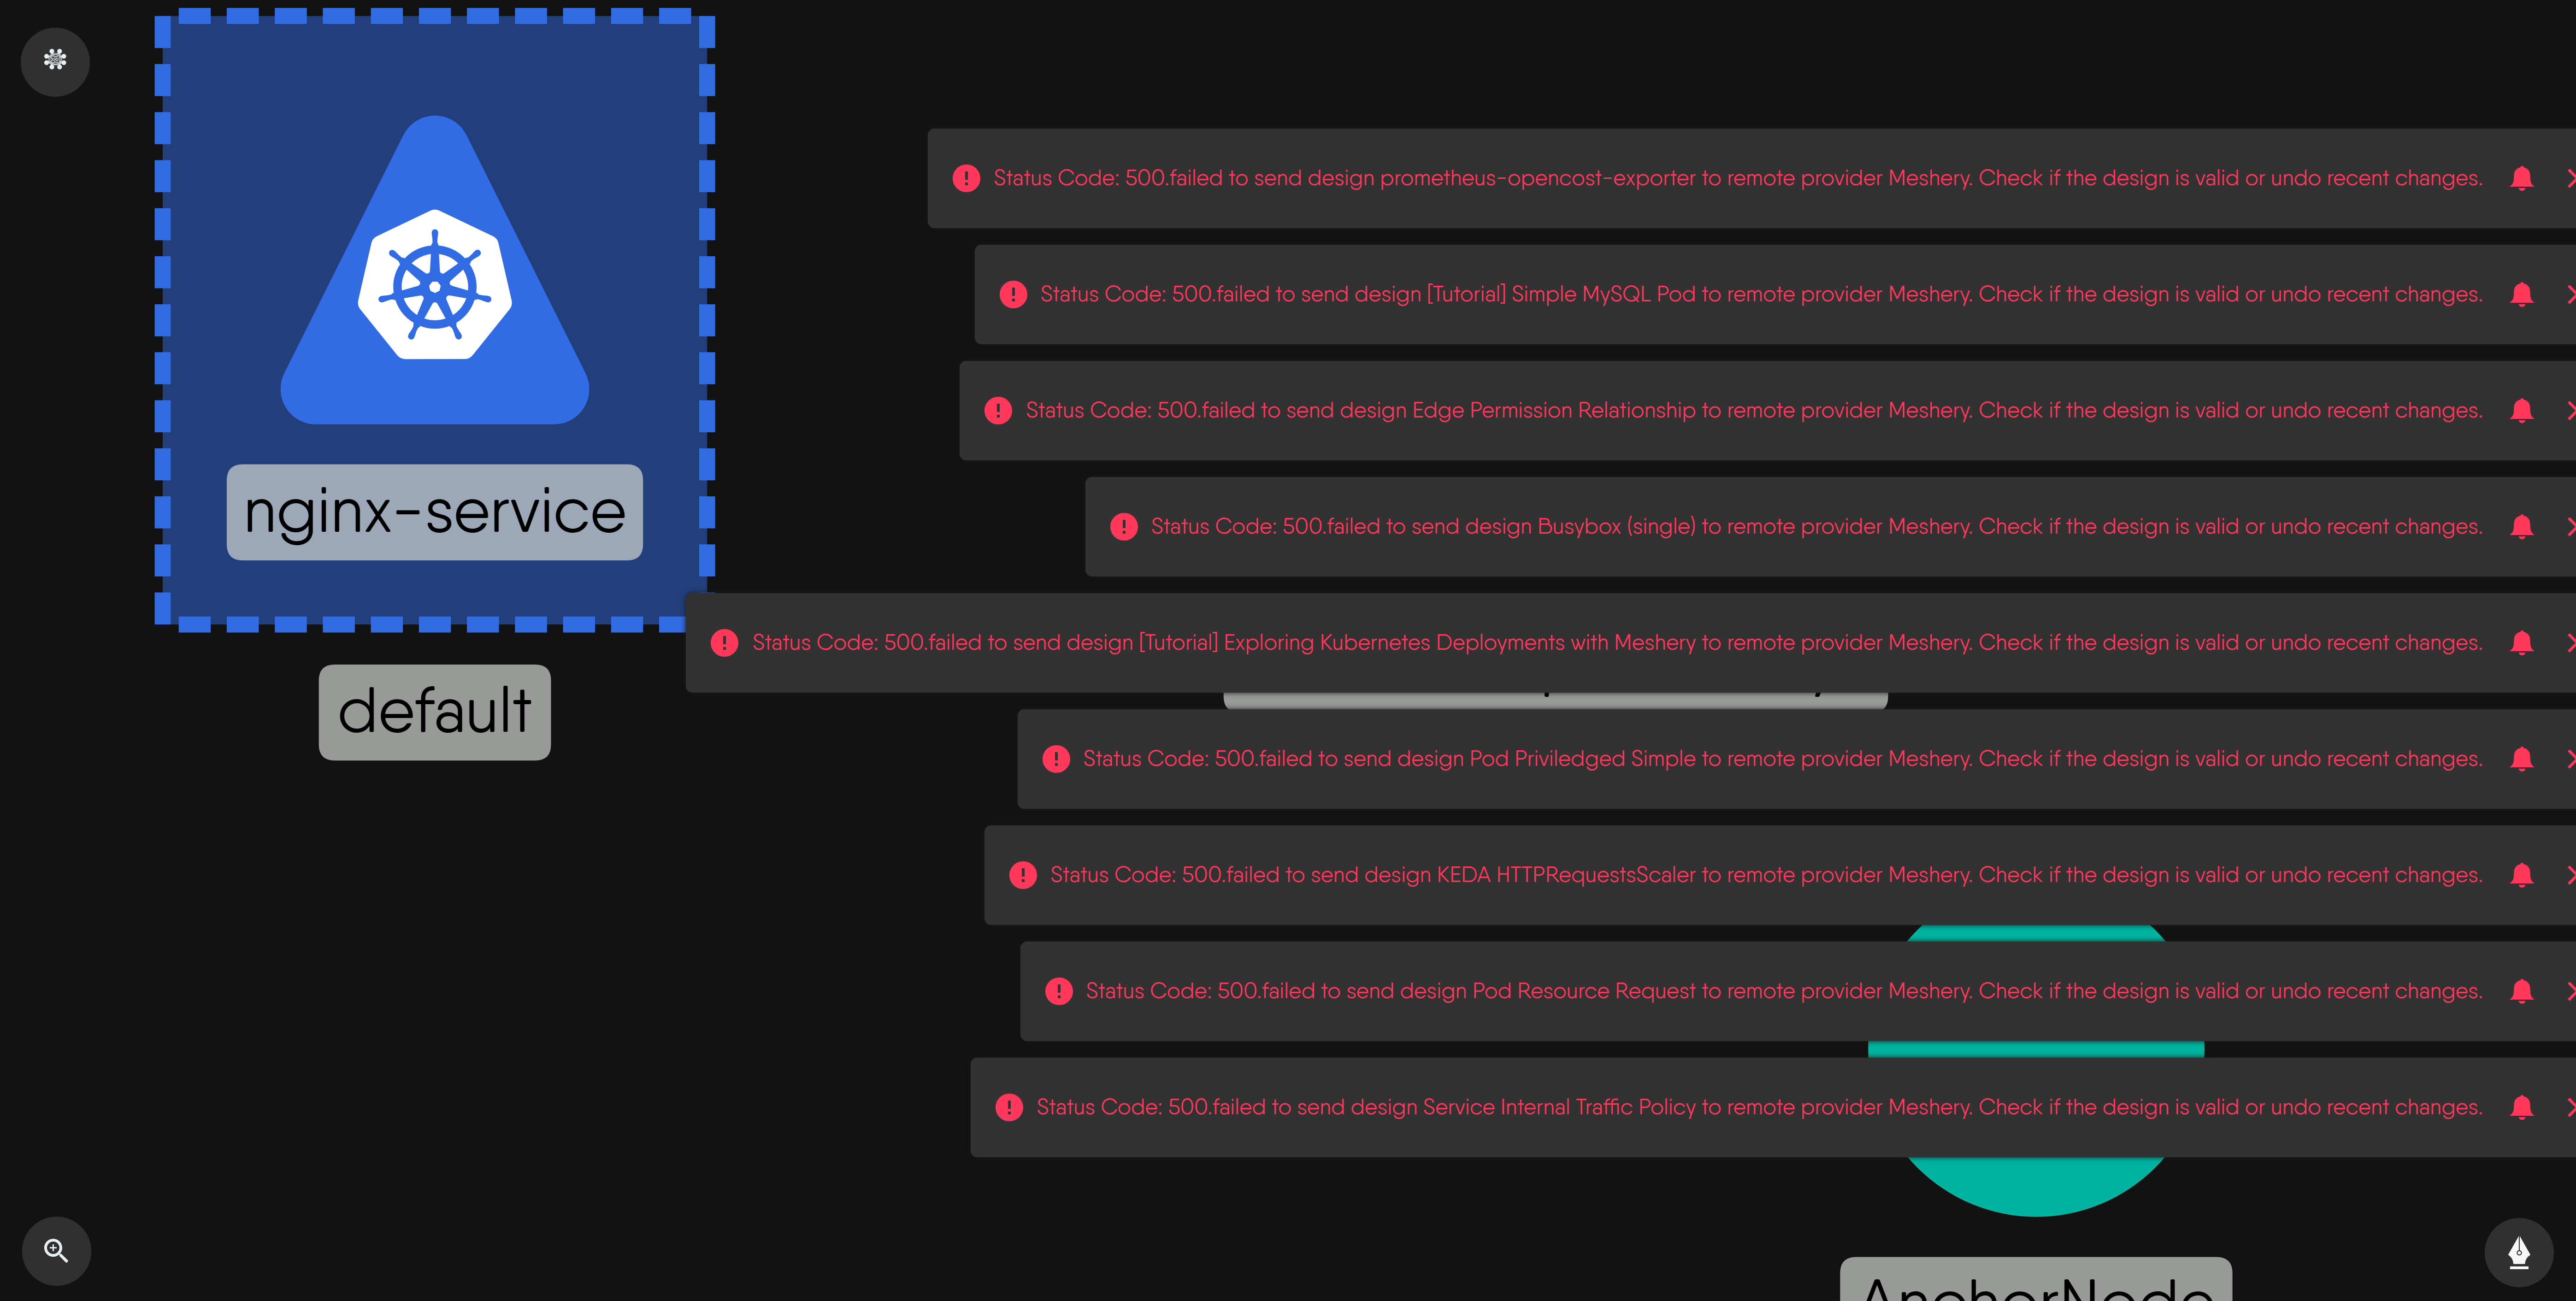 Status Code: 500.failed to send design prometheus-opencost-exporter to remote provider Meshery. Check if the design is valid or undo recent changes.
Status Code: 500.failed to send design [Tutorial] Simple MySQL Pod to remote provider Meshery. Check if the design is valid or undo recent changes.
Status Code: 500.failed to send design Edge Permission Relationship to remote provider Meshery. Check if the design is valid or undo recent changes.
nginx-service
Status Code: 500.failed to send design Busybox (single) to remote provider Meshery. Check if the design is valid or undo recent changes.
Status Code: 500.failed to send design [Tutorial] Exploring Kubernetes Deployments with Meshery to remote provider Meshery. Check if the design is valid or undo recent changes.
default
Status Code: 500.failed to send design Pod Priviledged Simple to remote provider Meshery. Check if the design is valid or undo recent changes.
Status Code: 500.failed to send design KEDA HTTPRequestsScaler to remote provider Meshery. Check if the design is valid or undo recent changes.
Status Code: 500.failed to send design Pod Resource Request to remote provider Meshery. Check if the design is valid or undo recent changes.
Status Code: 500.failed to send design Service Internal Traffic Policy to remote provider Meshery. Check if the design is valid or undo recent changes.
AnchorNode